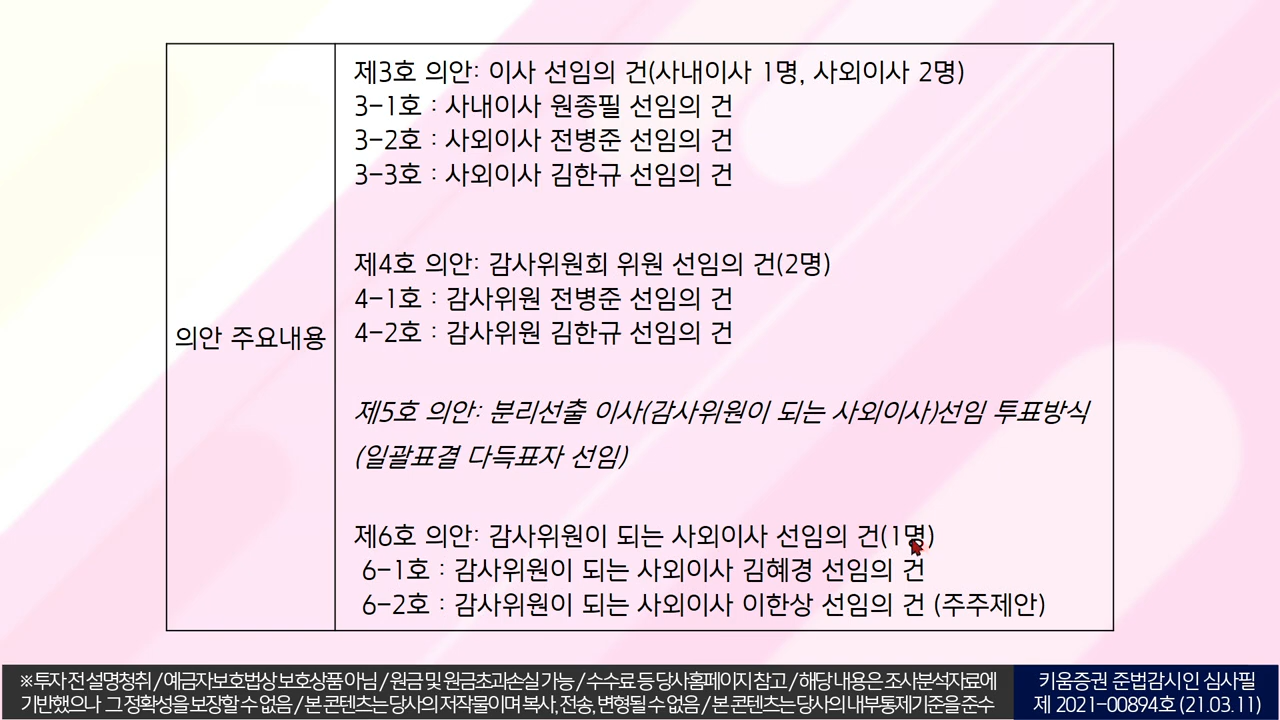 의안 주요내용
제3호 의안: 이사 선임의 건(사내이사 1명, 사외이사 2명)
3-1호 : 사내이사 원종필 선임의 건
3-2호 : 사외이사 전병준 선임의 건
3-3호 : 사외이사 김한규 선임의 건
제4호 의안: 감사위원회 위원 선임의 건(2명)
4-1호 : 감사위원 전병준 선임의 건
4-2호 : 감사위원 김한규 선임의 건
제5호 의안: 분리선출 이사(감사위원이 되는 사외이사)선임 투표방식
(일괄표결 다득표자 선임)
제6호 의안: 감사위원이 되는 사외이사 선임의 건(1명)
6-1호 : 감사위원이 되는 사외이사 김혜경 선임의 건
6-2호 : 감사위원이 되는 사외이사 이한상 선임의 건 (주주제안)
※투자 전 설명청취 / 예금자보호법상 보호상품 아님 / 원금 및 원금초과손실 가능 / 수수료 등 당사홈페이지 참고 / 해당 내용은 조사분석자료에
기반했으나 그 정확성을 보장할 수 없음 / 본 콘텐츠는 당사의 저작물이며 복사, 전송, 변형될 수 없음 / 본 콘텐츠는 당사의 내부통제기준을 준수
키움증권 준법감시인 심사필
제 2021-00894호 (21.03.11)